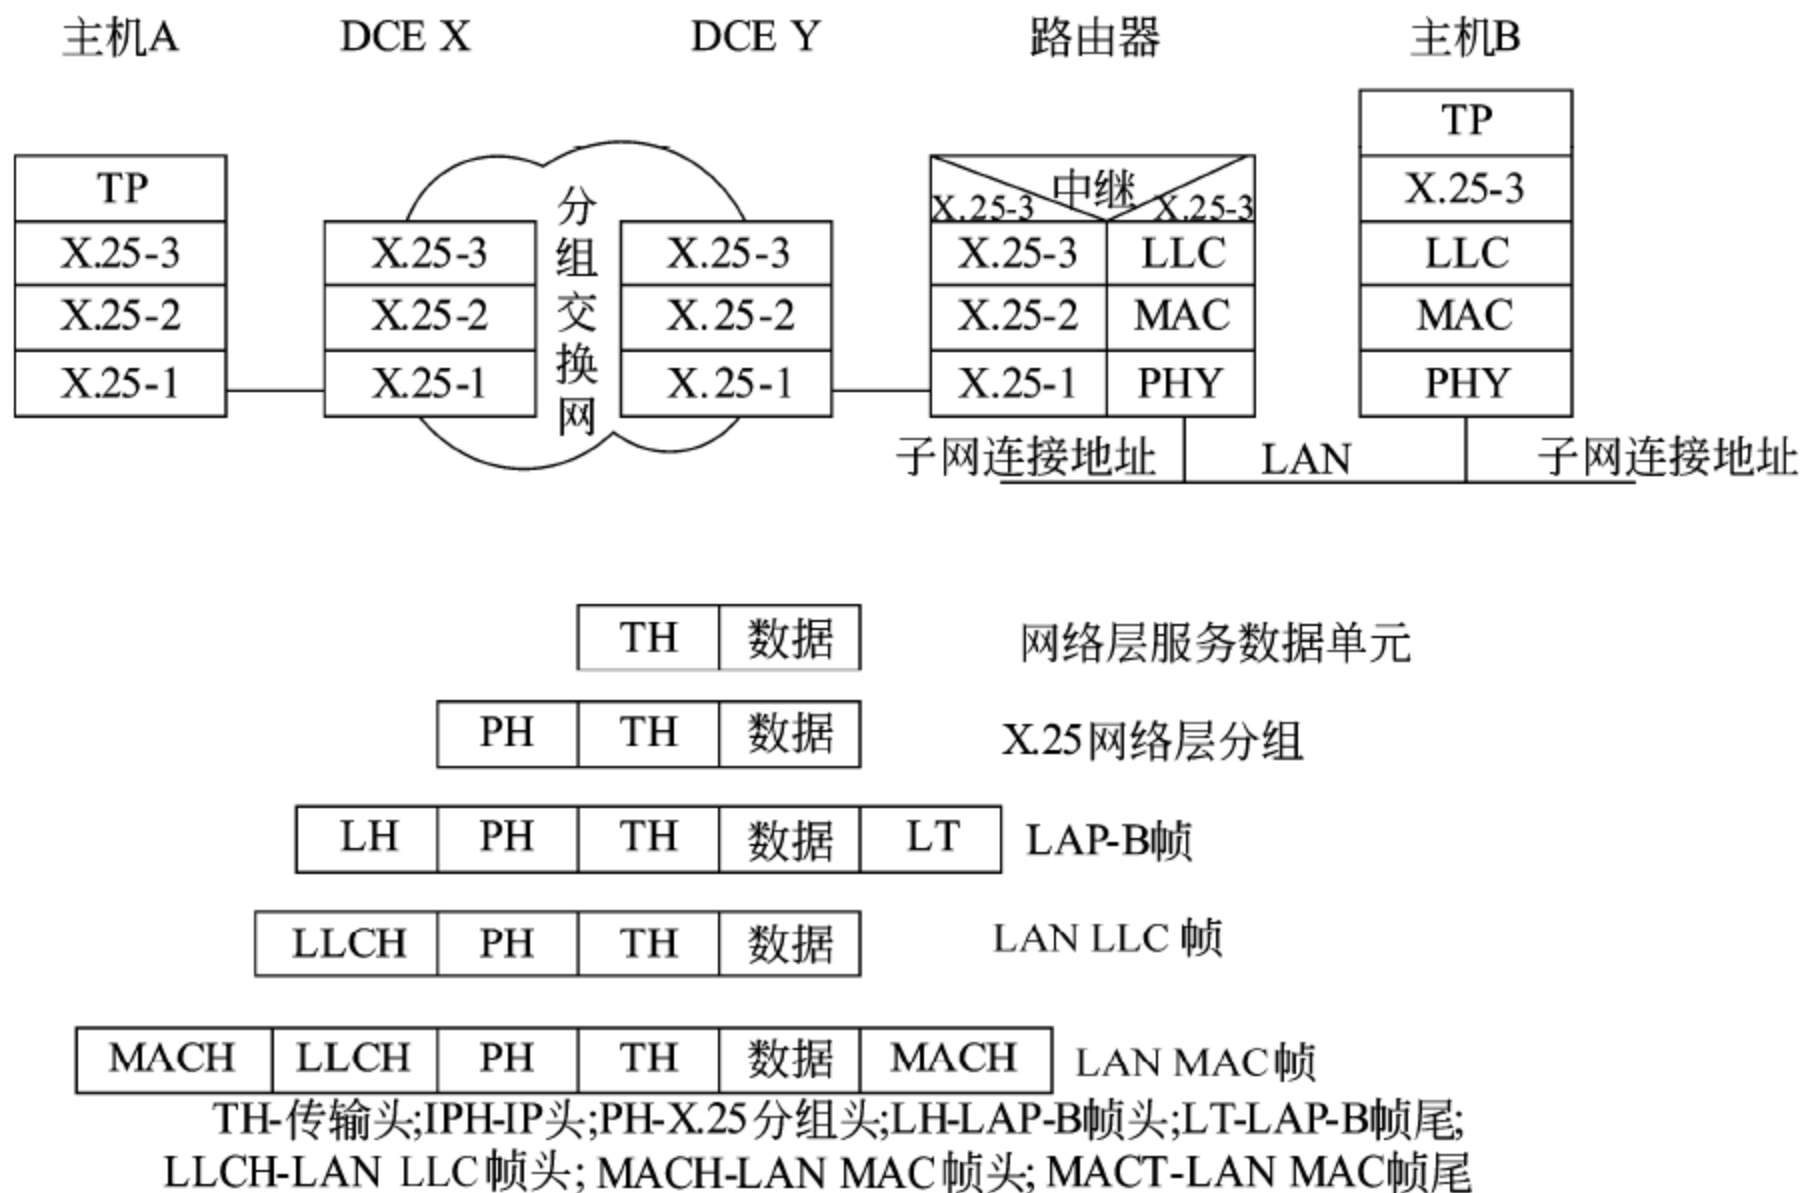 主机A DCE X DCE Y 路由器 主机B
TP
TP 中继 X.25-3
X.25-3 X.25-3
X.25-3 X.25-3 X.25-3 X.25-3 LLC LLC
X.25-2 X.25-2 X.25-2 X.25-2 MAC MAC
X.25-1 X.25-1 X.25-1 X.25-1 PHY PHY
分组交换网
子网连接地址 LAN 子网连接地址
TH 数据 网络层服务数据单元
PH TH 数据 X.25网络层分组
LH PH TH 数据 LT LAP-B帧
LLCH PH TH 数据 LAN LLC 帧
MACH LLCH PH TH 数据 MACH LAN MAC帧
TH-传输头;IPH-IP头;PH-X.25分组头;LH-LAP-B帧头;LT-LAP-B帧尾;
LLCH-LAN LLC帧头; MACH-LAN MAC帧头; MACT-LAN MAC帧尾